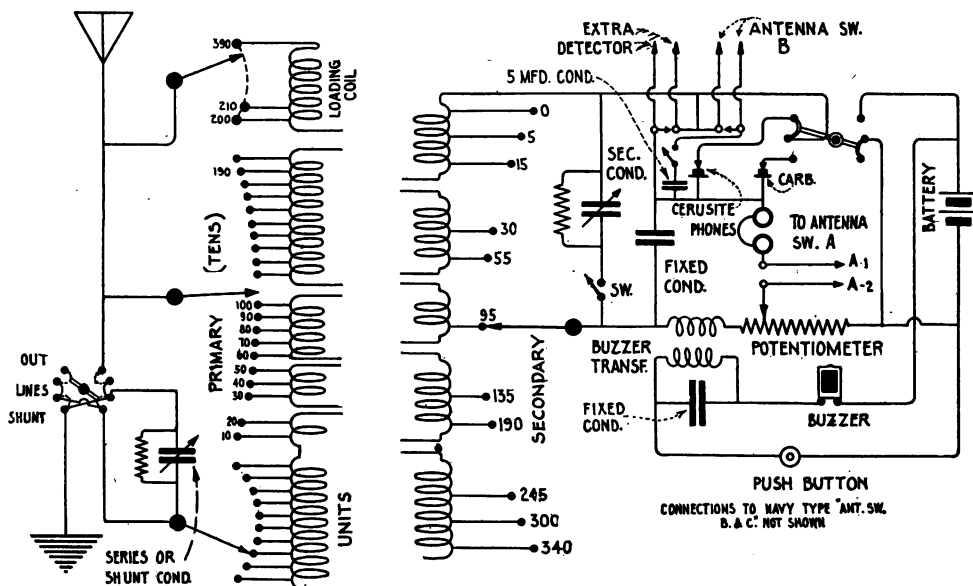 390
210
200
LOADING
COIL
190
(TENS)
100
90
80
70
60
50
40
30
20
10
PRIMARY
UNITS
OUT
LINES
SHUNT
SERIES OR
SHUNT COND.
0
5
15
30
55
95
135
190
245
300
340
SECONDARY
EXTRA
DETECTOR
ANTENNA SW.
B
5 MFD. COND.
SEC.
COND.
SW.
CERUSITE
PHONES
CARB.
TO ANTENNA
SW. A
A-1
A-2
FIXED
COND.
BATTERY
BUZZER
TRANSF.
POTENTIOMETER
FIXED
COND.
BUZZER
PUSH BUTTON
CONNECTIONS TO NAVY TYPE "ANT. SW.
B. & C." NOT SHOWN